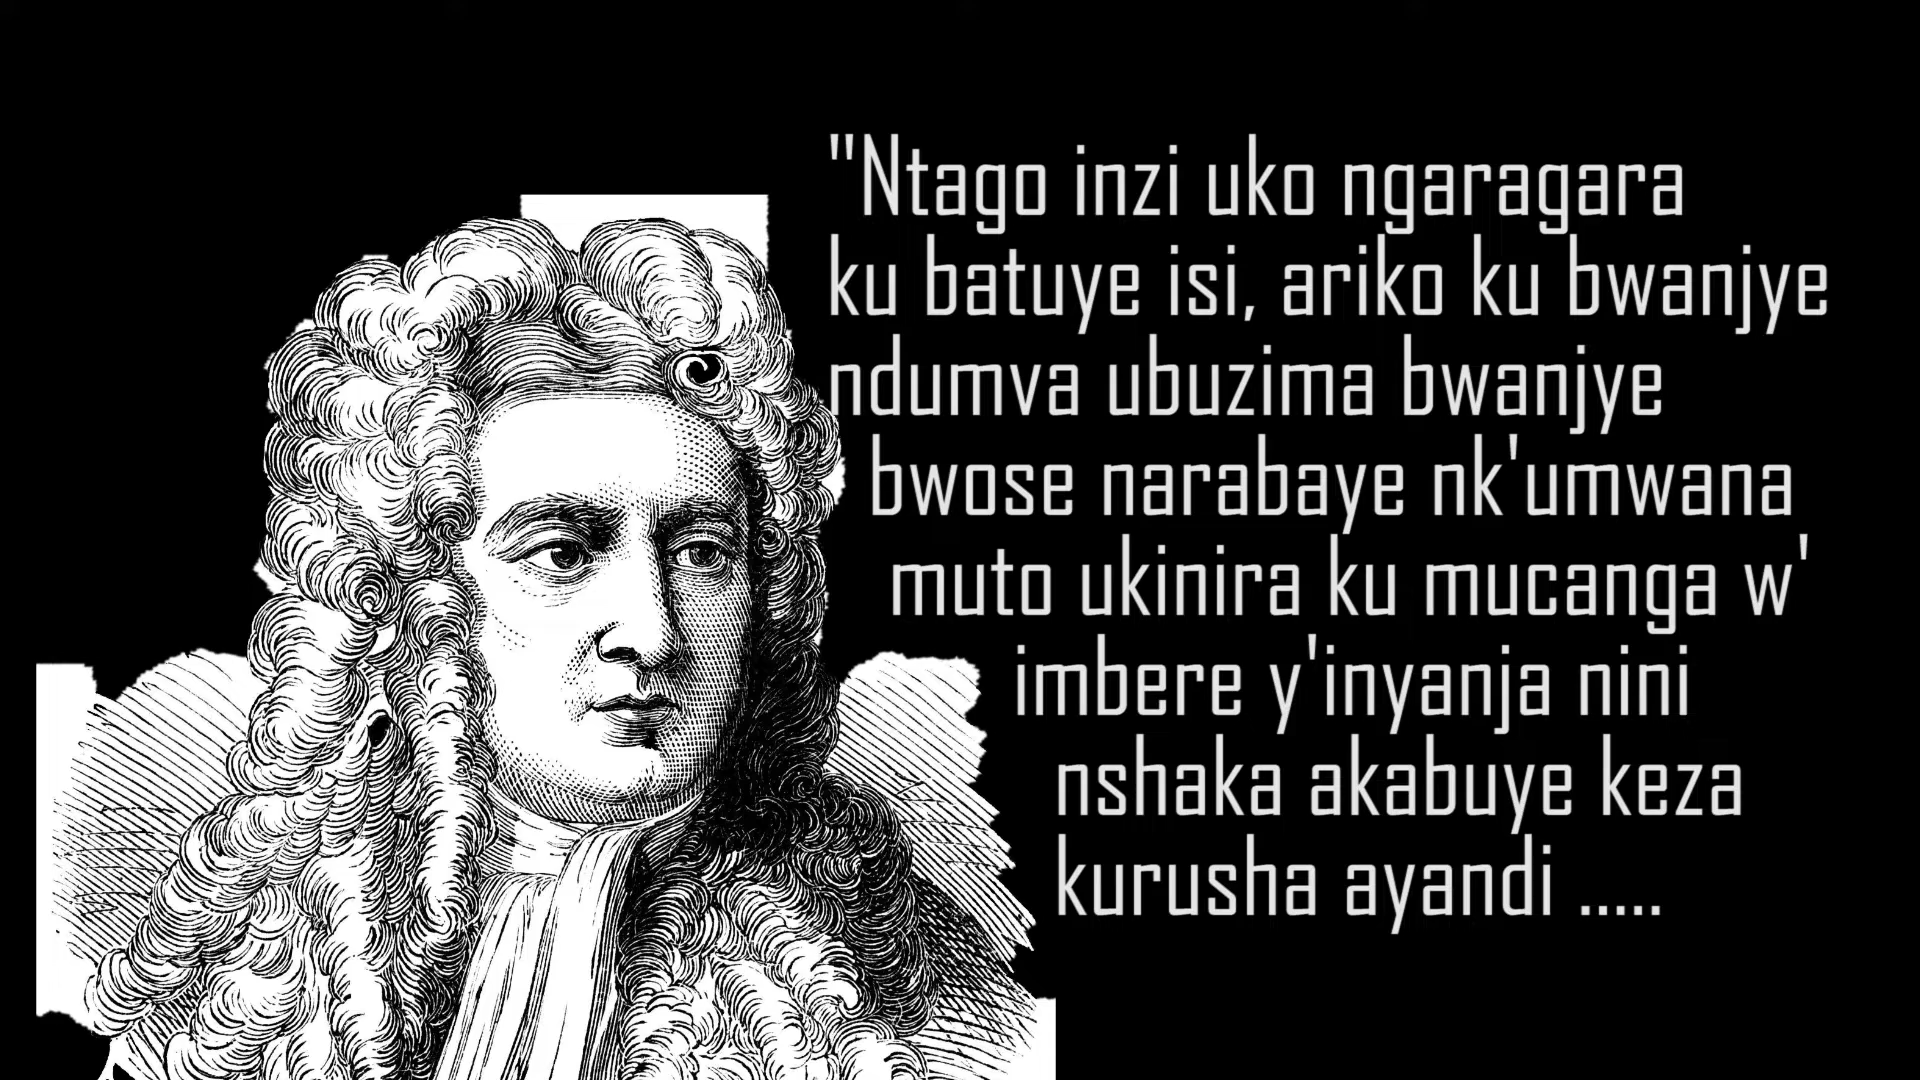 "Ntago inzi uko ngaragara
ku batuye isi, ariko ku bwanjye
ndumva ubuzima bwanjye
bwose narabaye nk'umwana
muto ukinira ku mucanga w'
imbere y'inyanja nini
nshaka akabuye keza
kurusha ayandi .....